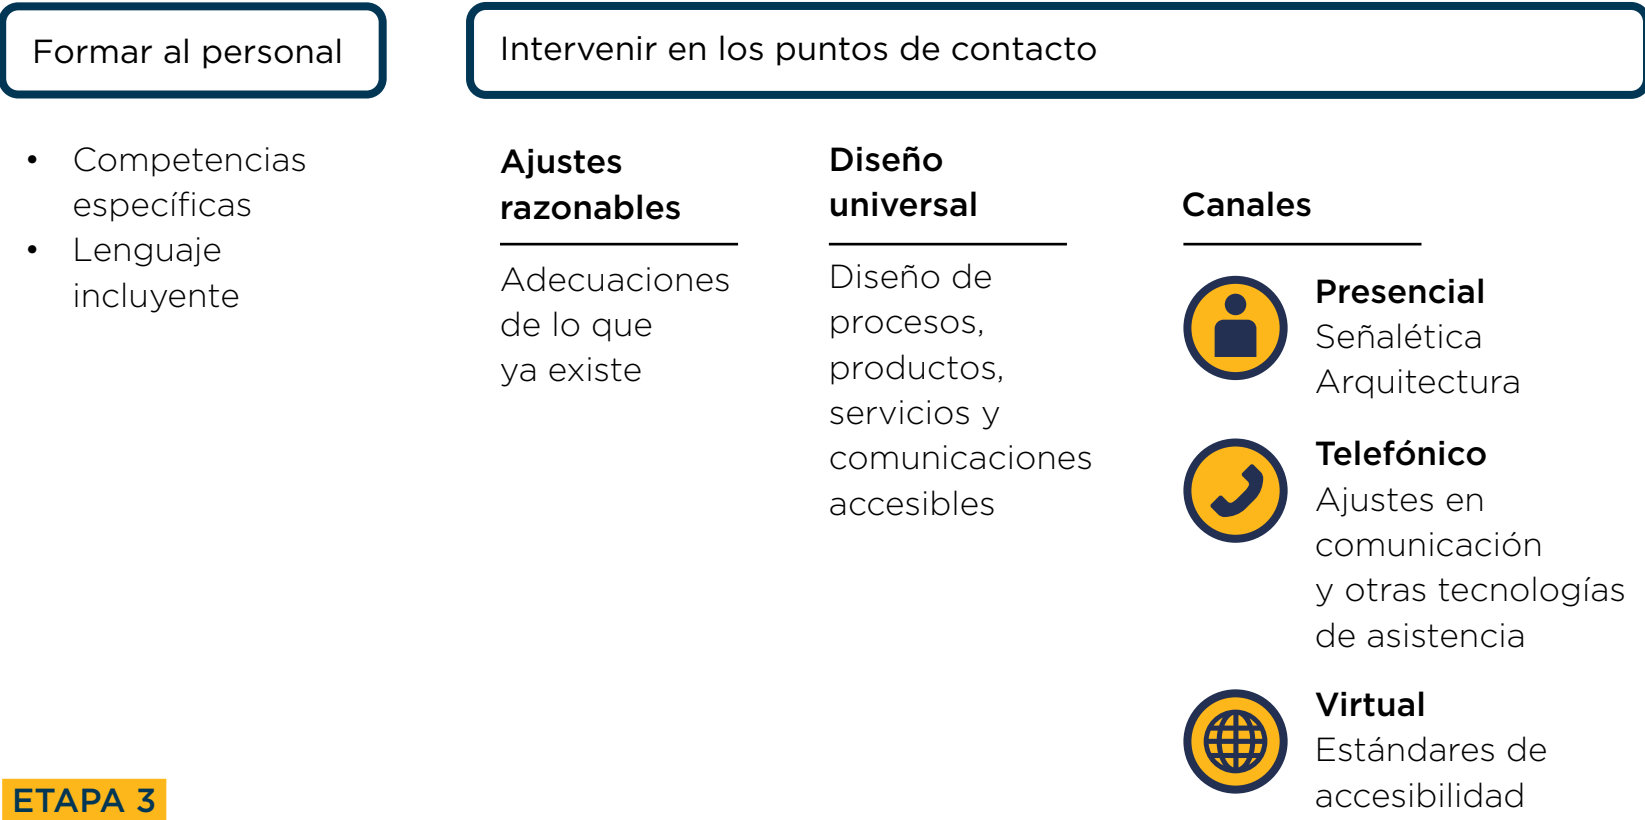 Formar al personal
• Competencias
específicas
• Lenguaje
incluyente
Intervenir en los puntos de contacto
Ajustes
razonables
Adecuaciones
de lo que
ya existe
Diseño
universal
Diseño de
procesos,
productos,
servicios y
comunicaciones
accesibles
Canales
Presencial
Señalética
Arquitectura
Telefónico
Ajustes en
comunicación
y otras tecnologías
de asistencia
Virtual
Estándares de
accesibilidad
ETAPA 3